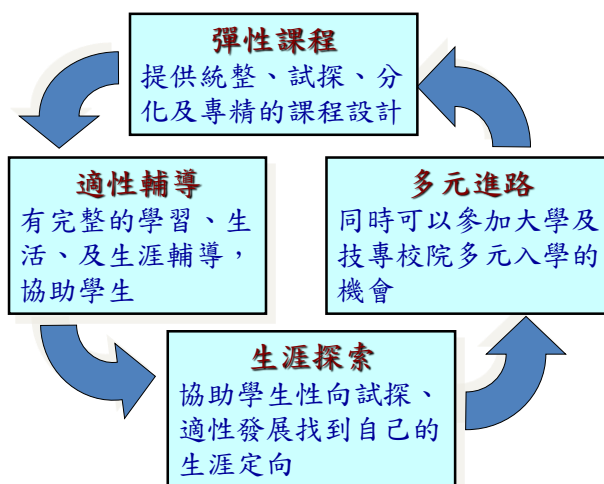 彈性課程
提供統整、試探、分
化及專精的課程設計
適性輔導
有完整的學習、生
活、及生涯輔導，
協助學生
多元進路
同時可以參加大學及
技專校院多元入學的
機會
生涯探索
協助學生性向試探、
適性發展找到自己的
生涯定向